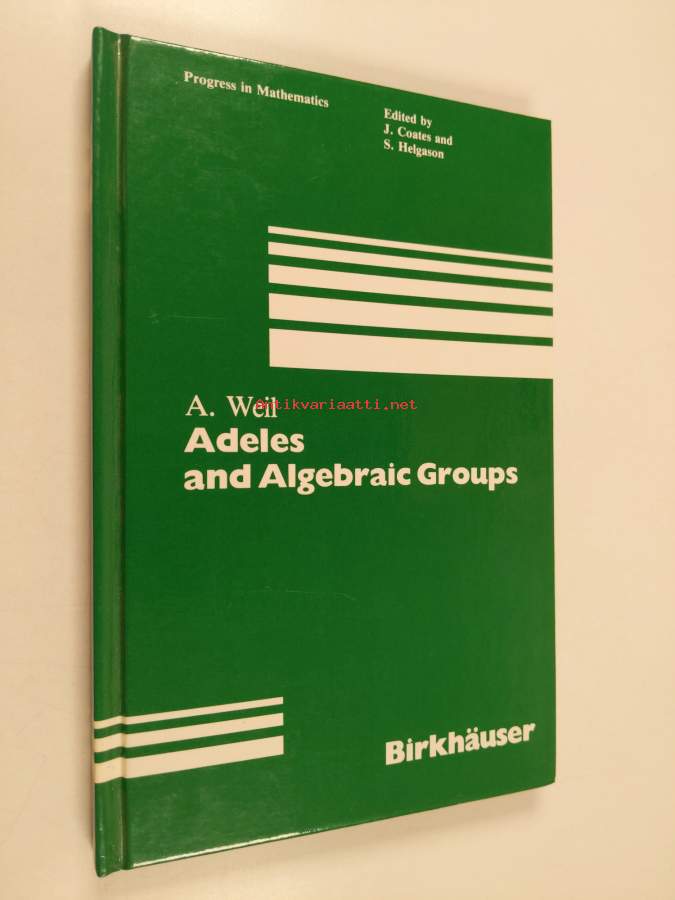 Progress in Mathematics
Edited by
J. Coates and
S. Helgason
A. Weil
antikvariaatti.net
Adeles
and Algebraic Groups
Birkhäuser